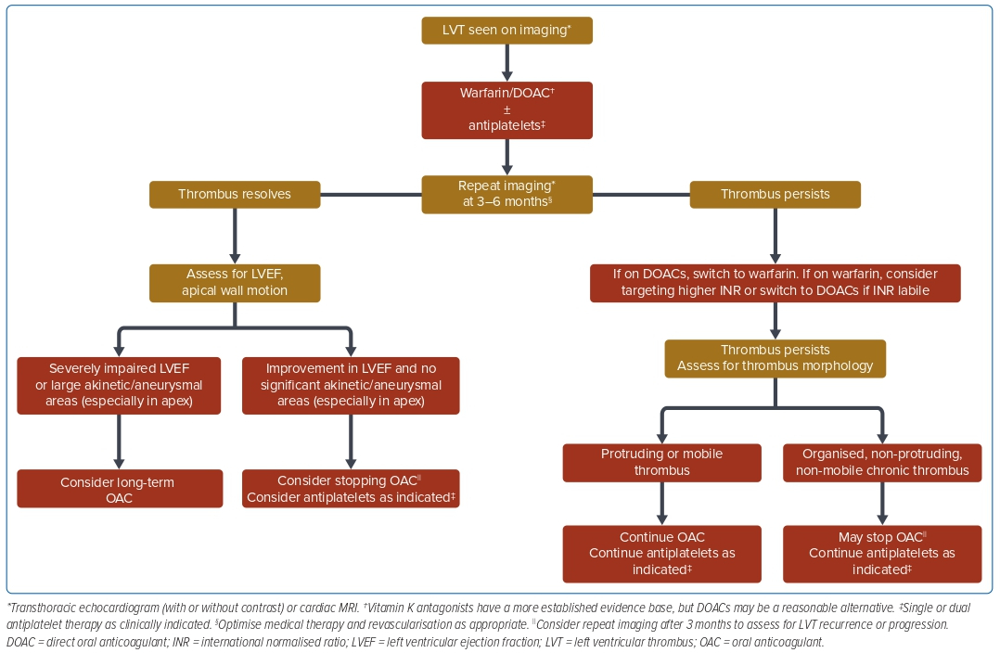 LVT seen on imaging*
Warfarin/DOAC†
±
antiplatelets‡
Repeat imaging*
at 3–6 months§
Thrombus resolves
Thrombus persists
Assess for LVEF,
apical wall motion
If on DOACs, switch to warfarin. If on warfarin, consider
targeting higher INR or switch to DOACs if INR labile
Severely impaired LVEF
or large akinetic/aneurysmal
areas (especially in apex)
Improvement in LVEF and no
significant akinetic/aneurysmal
areas (especially in apex)
Thrombus persists
Assess for thrombus morphology
Consider long-term
OAC
Consider stopping OAC||
Consider antiplatelets as indicated‡
Protruding or mobile
thrombus
Organised, non-protruding,
non-mobile chronic thrombus
Continue OAC
Continue antiplatelets as
indicated‡
May stop OAC||
Continue antiplatelets as
indicated‡
*Transthoracic echocardiogram (with or without contrast) or cardiac MRI. †Vitamin K antagonists have a more established evidence base, but DOACs may be a reasonable alternative. ‡Single or dual
antiplatelet therapy as clinically indicated. §Optimise medical therapy and revascularisation as appropriate. ||Consider repeat imaging after 3 months to assess for LVT recurrence or progression.
DOAC = direct oral anticoagulant; INR = international normalised ratio; LVEF = left ventricular ejection fraction; LVT = left ventricular thrombus; OAC = oral anticoagulant.